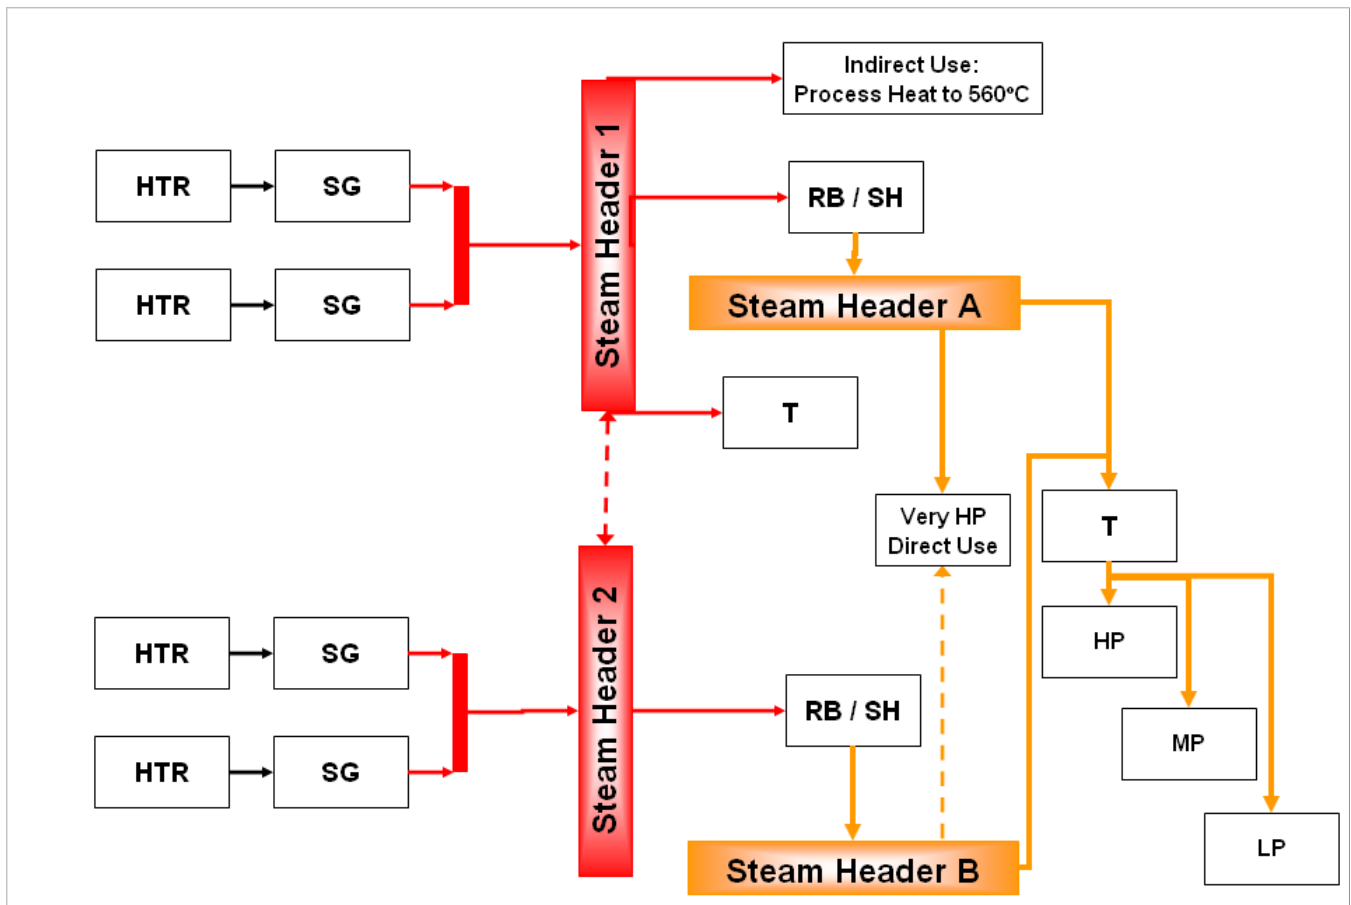 Indirect Use:
Process Heat to 560°C
HTR
SG
Steam Header 1
RB / SH
HTR
SG
Steam Header A
T
Very HP
Direct Use
T
HTR
SG
Steam Header 2
HP
RB / SH
MP
HTR
SG
LP
Steam Header B